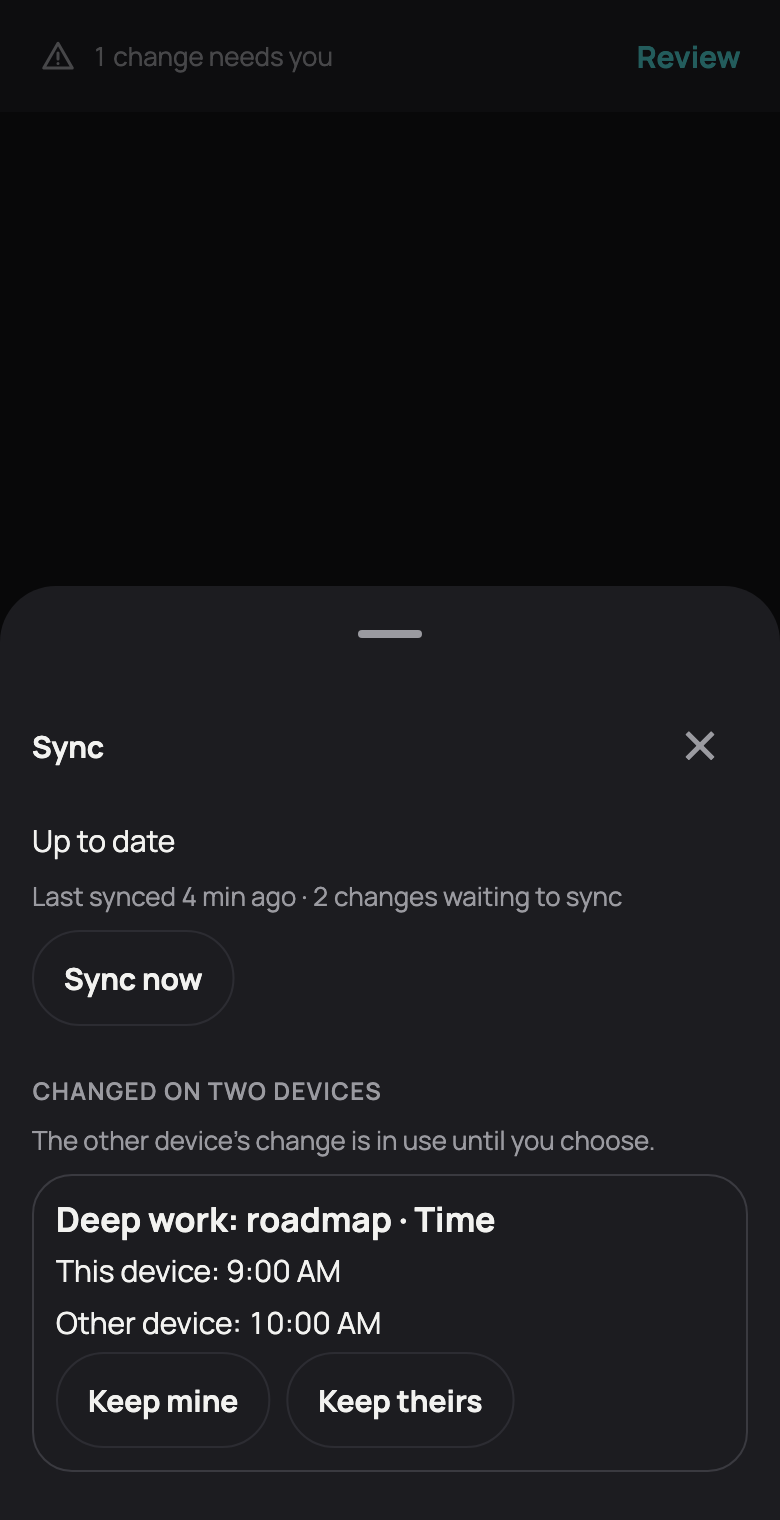 1 change needs you
Review
Sync
Up to date
Last synced 4 min ago · 2 changes waiting to sync
Sync now
CHANGED ON TWO DEVICES
The other device’s change is in use until you choose.
Deep work: roadmap · Time
This device: 9:00 AM
Other device: 10:00 AM
Keep mine
Keep theirs